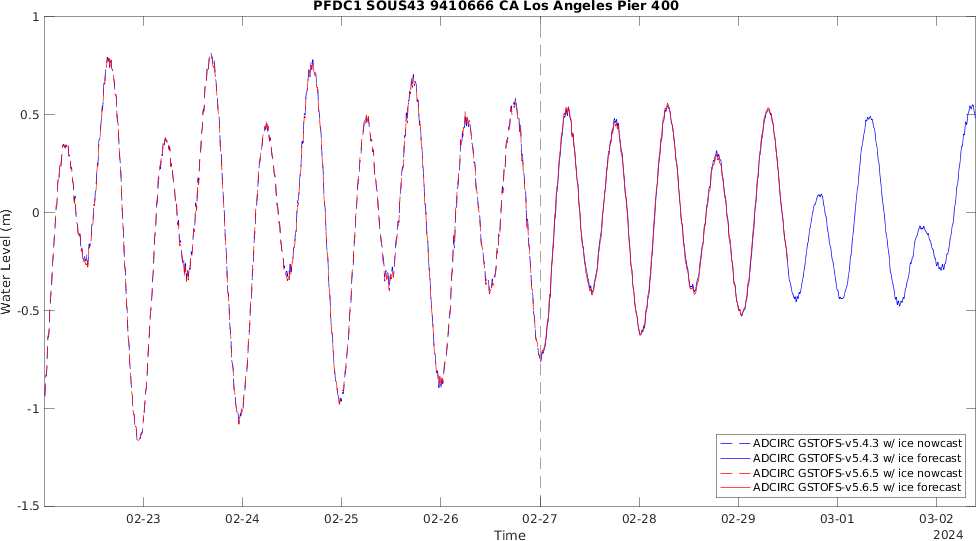 PFDC1 SOUS43 9410666 CA Los Angeles Pier 400
1
0.5
0
-0.5
-1
-1.5
Water Level (m)
02-23 02-24 02-25 02-26 02-27 02-28 02-29 03-01 03-02
Time
2024
ADCIRC GSTOFS-v5.4.3 w/ ice nowcast
ADCIRC GSTOFS-v5.4.3 w/ ice forecast
ADCIRC GSTOFS-v5.6.5 w/ ice nowcast
ADCIRC GSTOFS-v5.6.5 w/ ice forecast